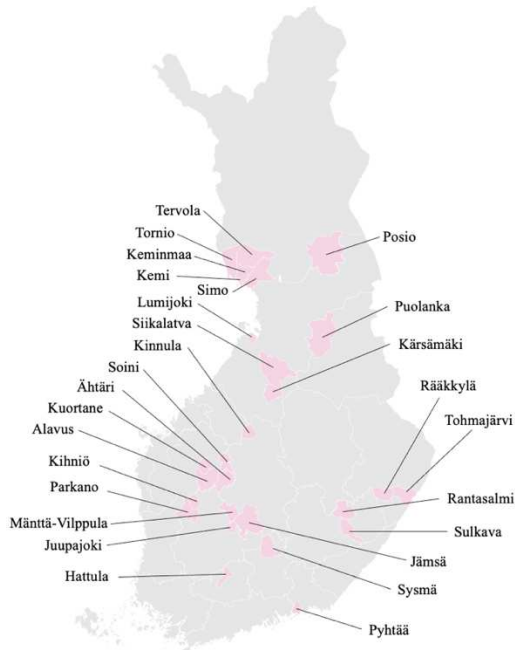 Tervola
Tornio
Posio
Keminmaa
Kemi
Simo
Lumijoki
Puolanka
Siikalatva
Kinnula
Kärsämäki
Soini
Ähtäri
Rääkkylä
Kuortane
Tohmajärvi
Alavus
Kihniö
Parkano
Rantasalmi
Mänttä-Vilppula
Sulkava
Juupajoki
Jämsä
Hattula
Sysmä
Pyhtää